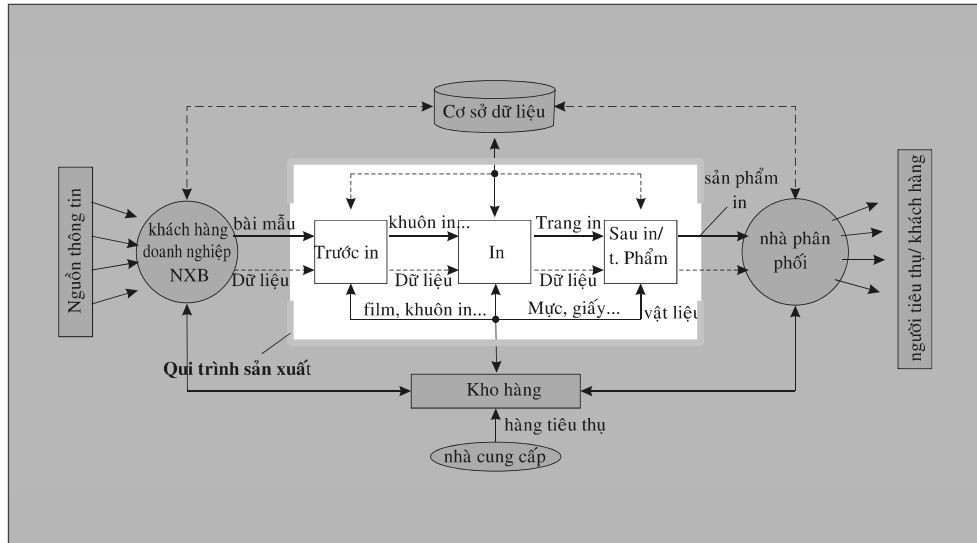 Cơ sở dữ liệu
sản phẩm
in
Nguồn thông tin
khách hàng
doanh nghiệp
NXB
bài mẫu
Dữ liệu
Trước in
khuôn in...
Dữ liệu
In
Trang in
Dữ liệu
Sau in/
t. Phẩm
nhà phân
phối
người tiêu thụ/ khách hàng
film, khuôn in...
Mực, giấy...
vật liệu
Qui trình sản xuất
Kho hàng
hàng tiêu thụ
nhà cung cấp